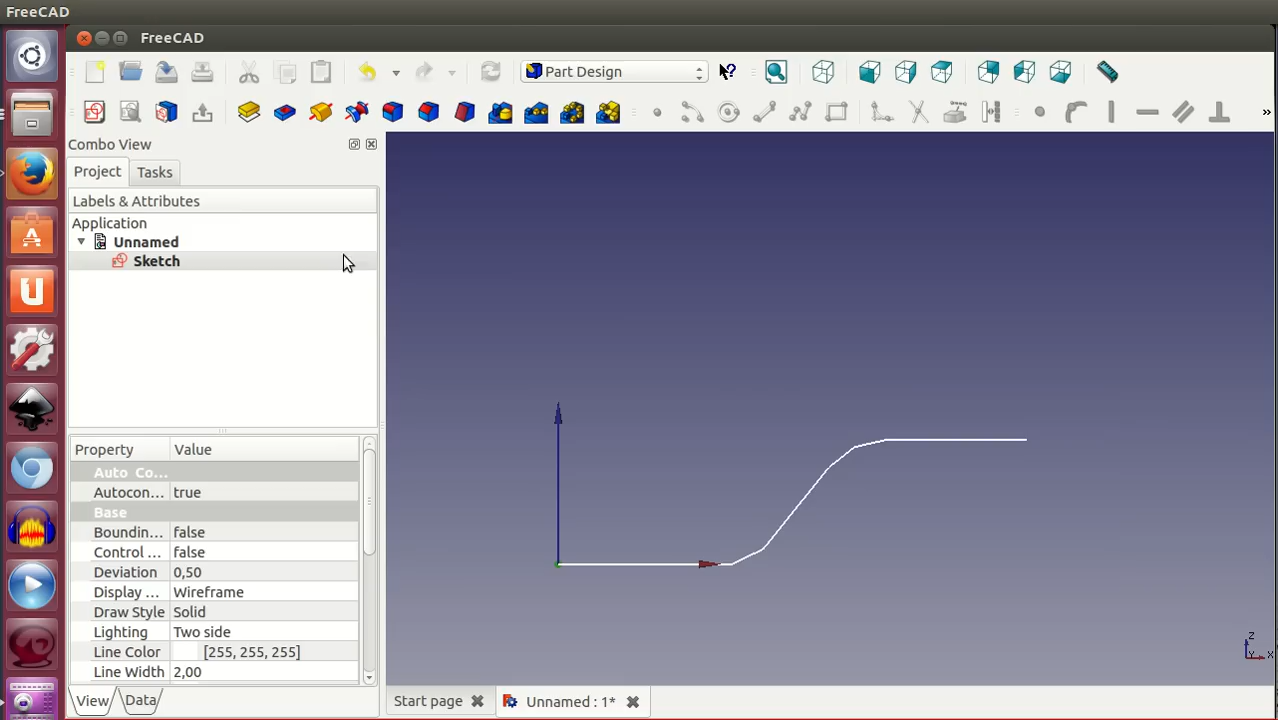 FreeCAD
FreeCAD
Part Design
Combo View
Project
Tasks
Labels & Attributes
Application
Unnamed
Sketch
Property
Value
Auto Co...
Autocon... true
Base
Boundin... false
Control ... false
Deviation 0,50
Display ... Wireframe
Draw Style Solid
Lighting Two side
Line Color [255, 255, 255]
Line Width 2,00
View
Data
Start page
Unnamed : 1*
Z
Y X